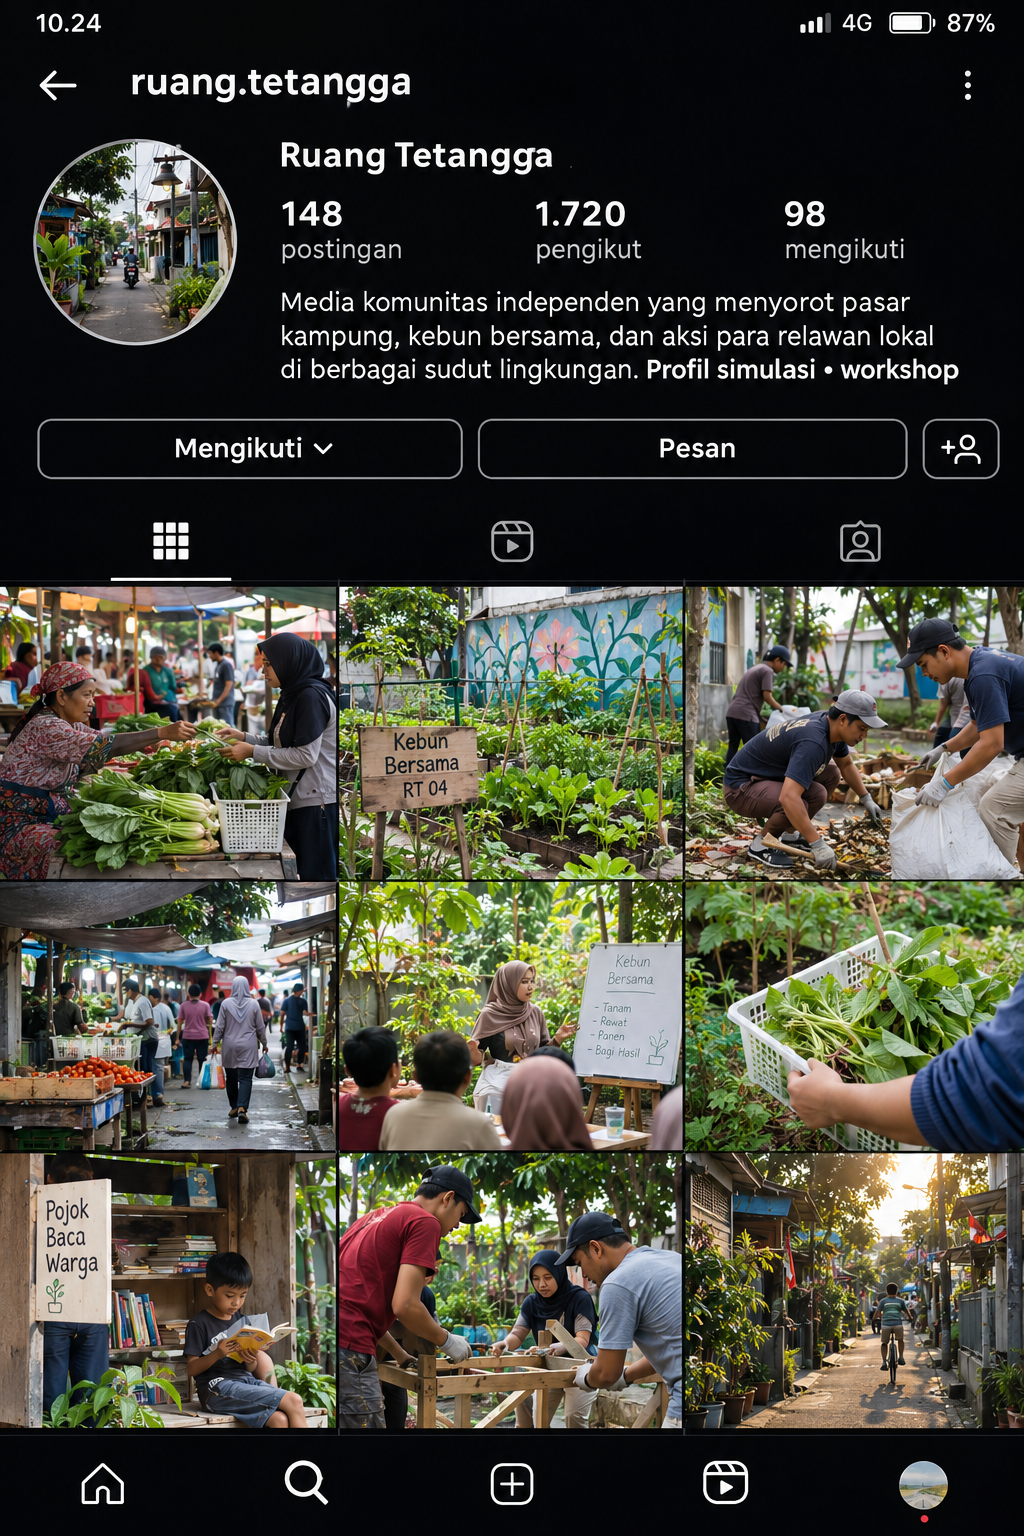 10.24
4G
87%
ruang.tetangga
Ruang Tetangga
148
1.720
98
postingan
pengikut
mengikuti
Media komunitas independen yang menyorot pasar
kampung, kebun bersama, dan aksi para relawan lokal
di berbagai sudut lingkungan. Profil simulasi • workshop
Mengikuti
Pesan
Kebun
Bersama
RT 04
Kebun
Bersama
- Tanam
- Rawat
- Panen
- Bagi Hasil
Pojok
Baca
Warga